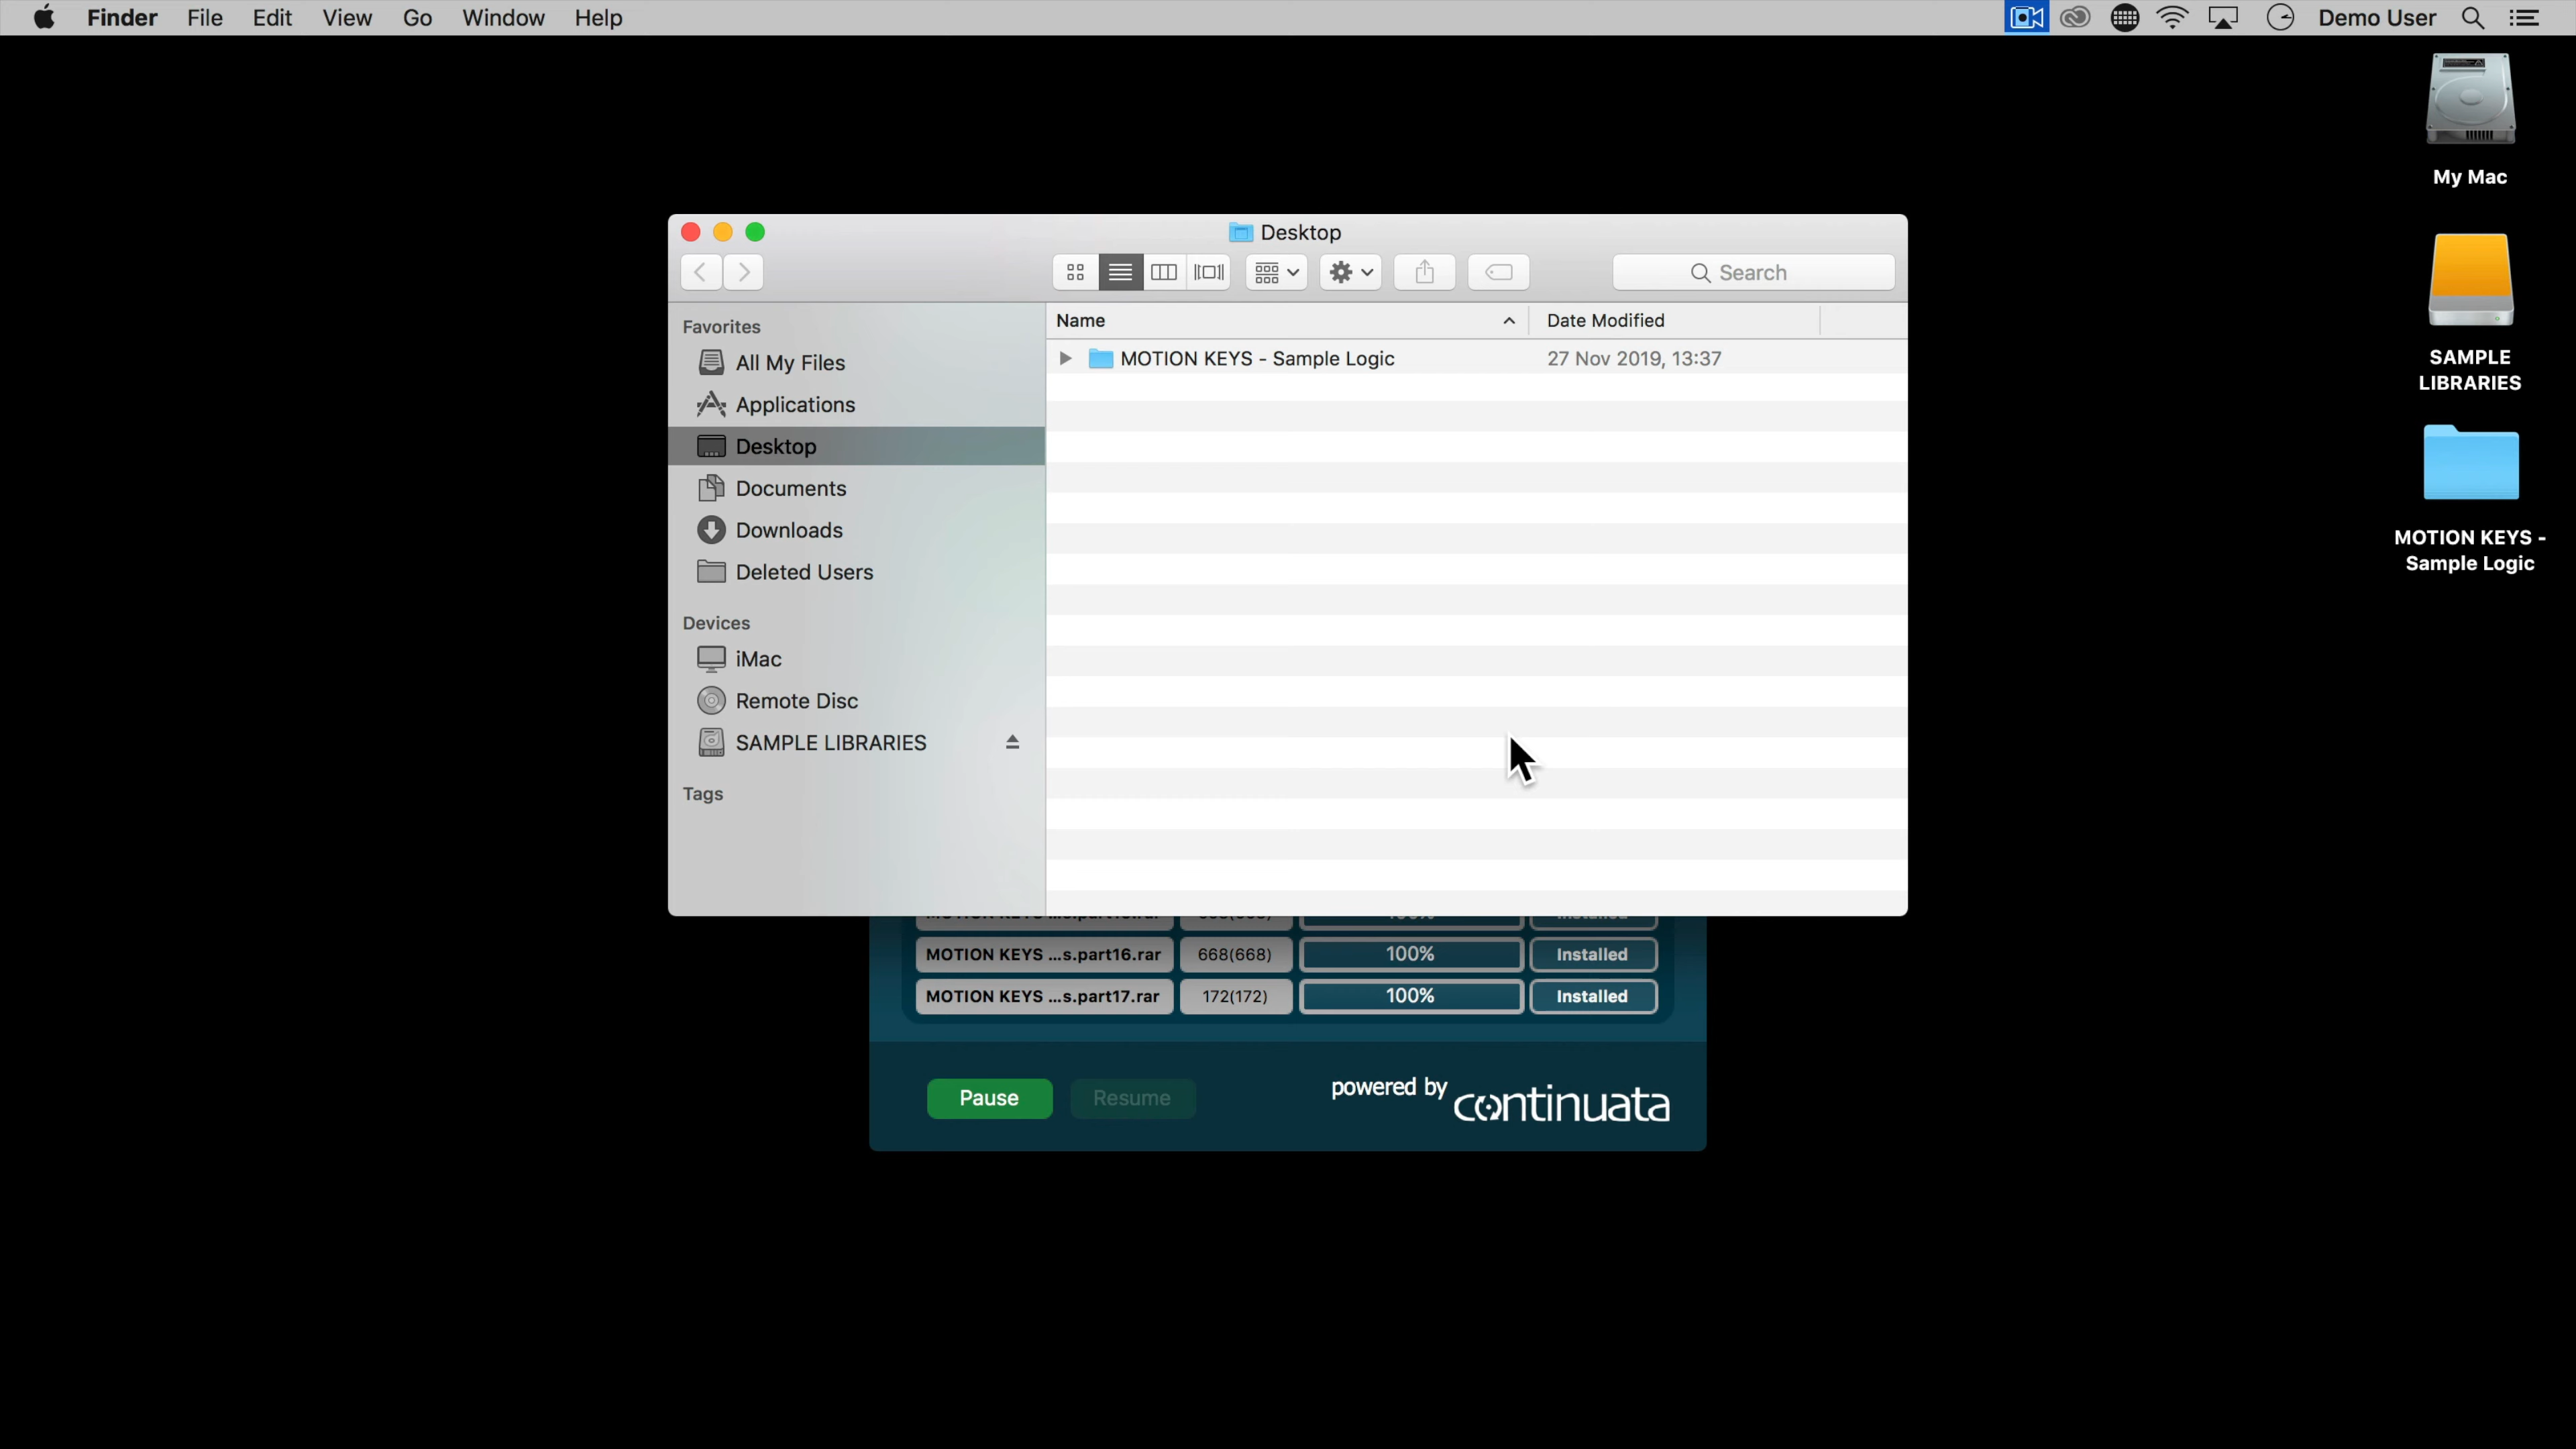 Finder File Edit View Go Window Help Demo User
My Mac
SAMPLE
LIBRARIES
MOTION KEYS -
Sample Logic
Desktop
Search
Favorites
All My Files
Applications
Desktop
Documents
Downloads
Deleted Users
Devices
iMac
Remote Disc
SAMPLE LIBRARIES
Tags
Name Date Modified
MOTION KEYS - Sample Logic 27 Nov 2019, 13:37
MOTION KEYS ...s.part16.rar 668(668) 100% Installed
MOTION KEYS ...s.part17.rar 172(172) 100% Installed
Pause Resume powered by continuata